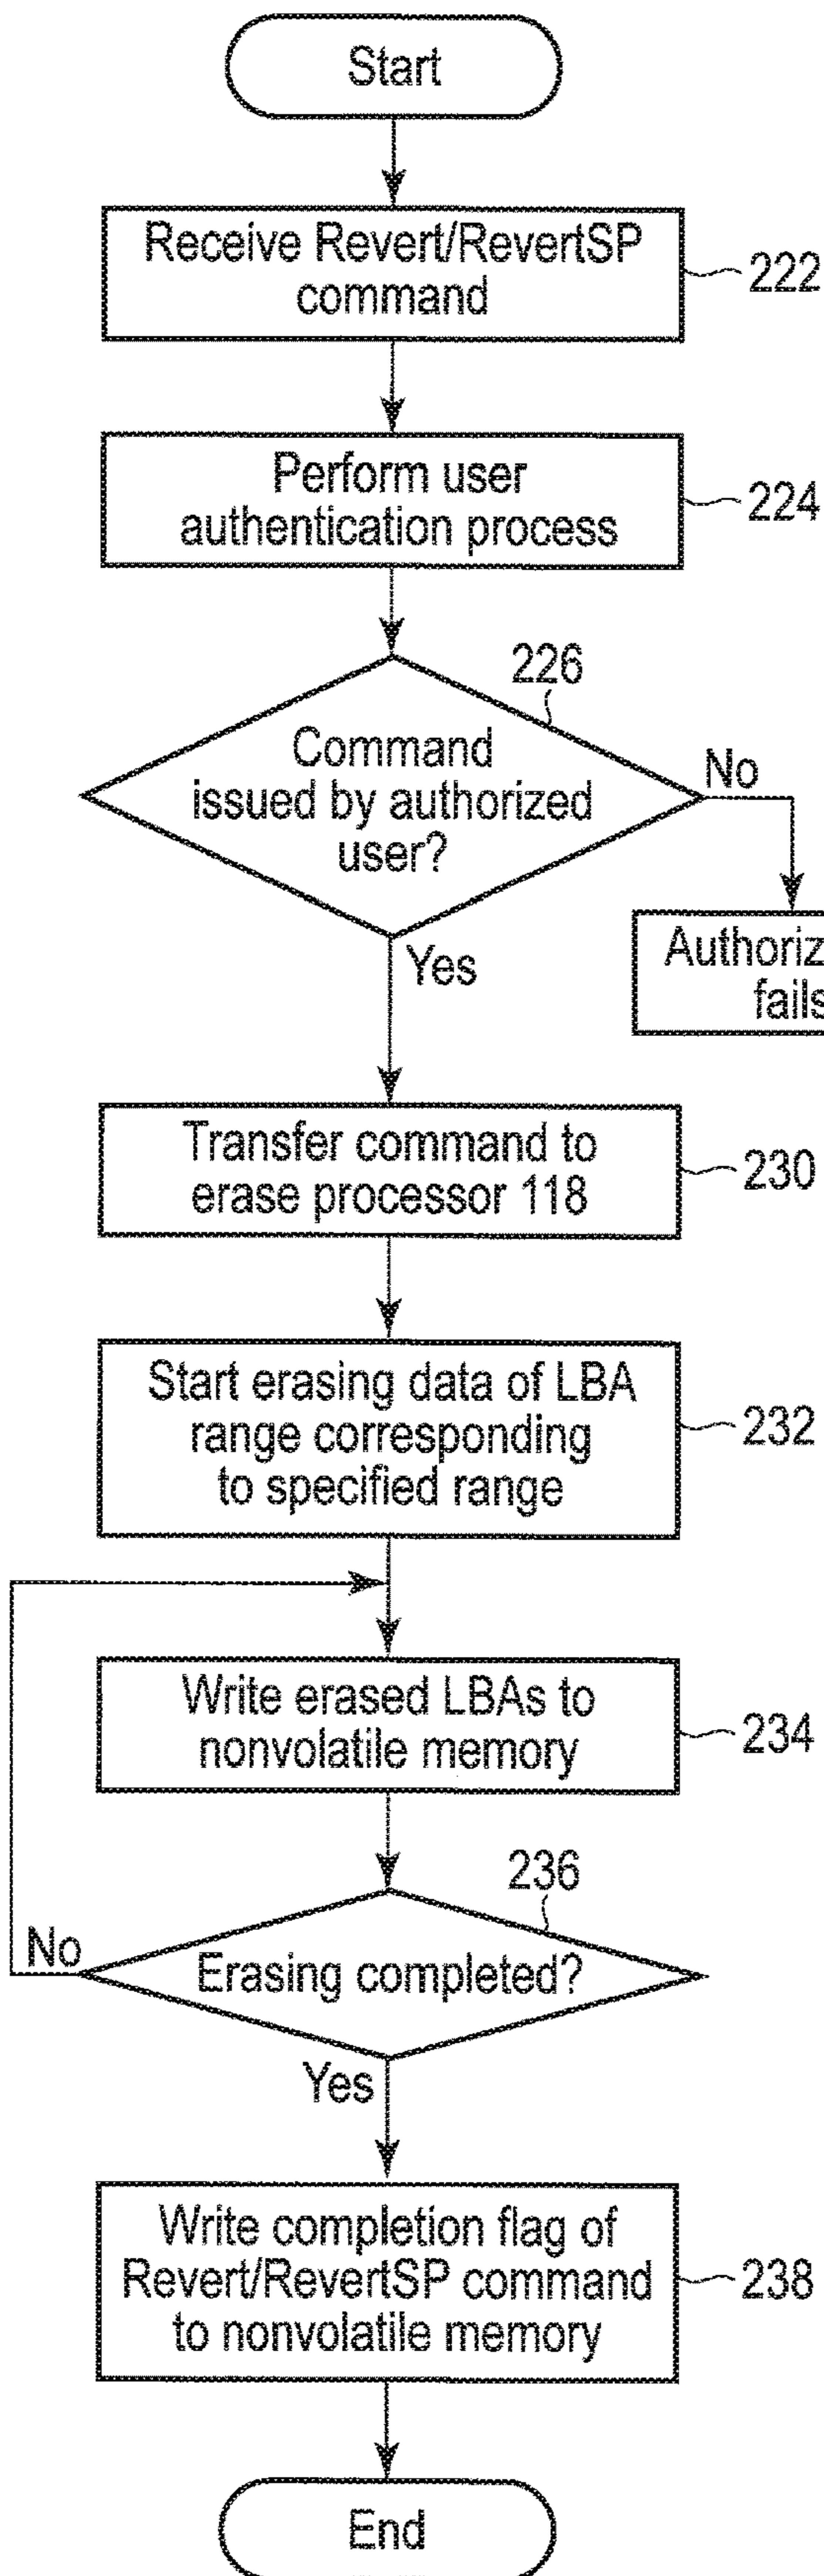 Start
Receive Revert/RevertSP
command
222
Perform user
authentication process
224
226
Command
issued by authorized
user?
No
Yes
fails
Transfer command to
erase processor 118
230
Start erasing data of LBA
range corresponding
to specified range
232
Write erased LBAs to
nonvolatile memory
234
236
No
Erasing completed?
Yes
Write completion flag of
Revert/RevertSP command
to nonvolatile memory
238
End